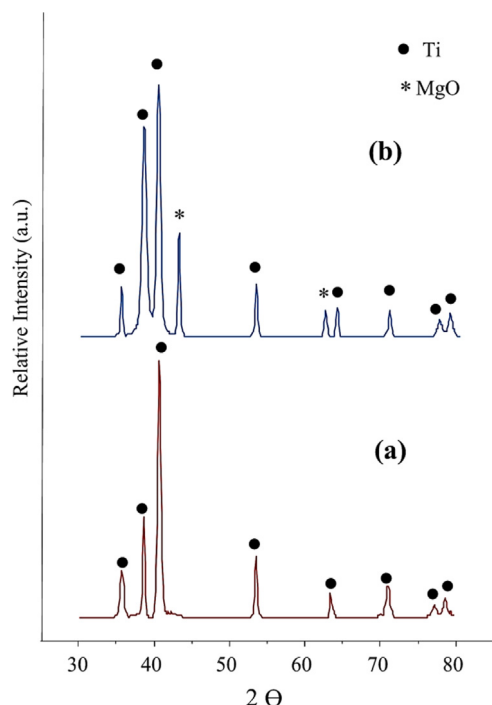 ● Ti
* MgO
(b)
*
*
(a)
Relative Intensity (a.u.)
30 40 50 60 70 80
2 Θ